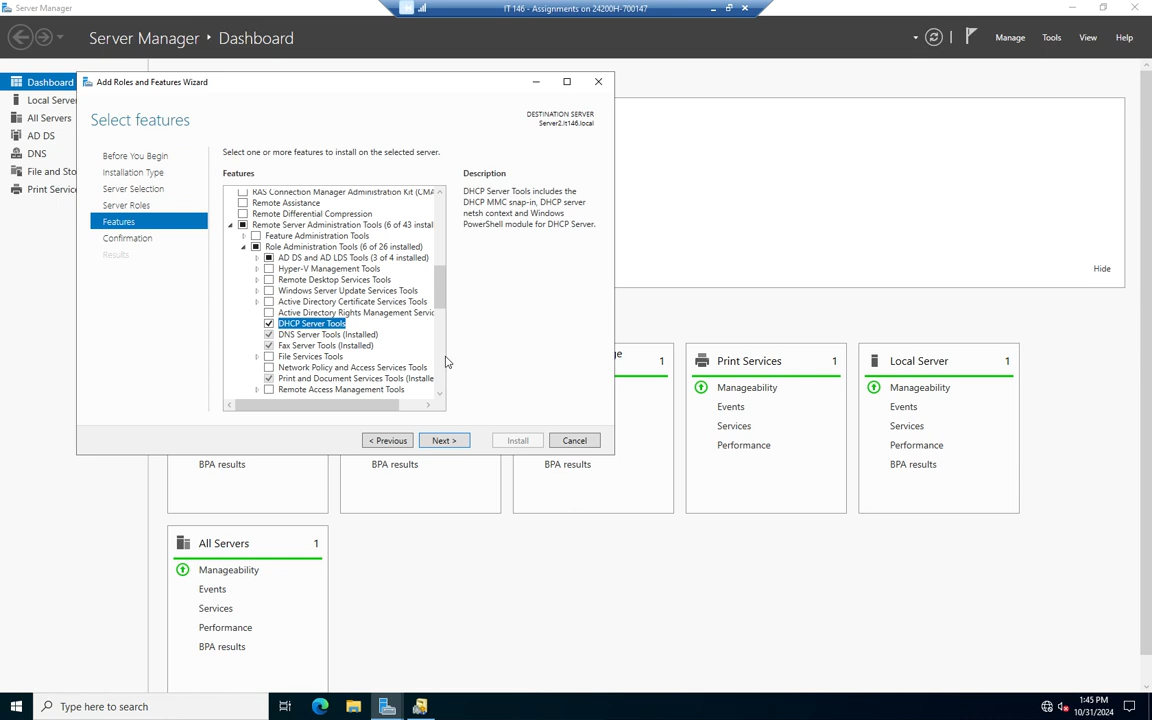 Server Manager
IT 146 - Assignments on 24200H-700147
Server Manager ‣ Dashboard
Manage Tools View Help
Dashboard
Local Serve
All Servers
AD DS
DNS
File and Sto
Print Service
Add Roles and Features Wizard
Select features
DESTINATION SERVER
Server2.It146.local
Before You Begin
Installation Type
Server Selection
Server Roles
Features
Confirmation
Results
Select one or more features to install on the selected server.
Features
RAS Connection Manager Administration Kit (CMA
Remote Assistance
Remote Differential Compression
Remote Server Administration Tools (6 of 43 instal
Feature Administration Tools
Role Administration Tools (6 of 26 installed)
AD DS and AD LDS Tools (3 of 4 installed)
Hyper-V Management Tools
Remote Desktop Services Tools
Windows Server Update Services Tools
Active Directory Certificate Services Tools
Active Directory Rights Management Servic
DHCP Server Tools
DNS Server Tools (Installed)
Fax Server Tools (Installed)
File Services Tools
Network Policy and Access Services Tools
Print and Document Services Tools (Installe
Remote Access Management Tools
Description
DHCP Server Tools includes the
DHCP MMC snap-in, DHCP server
netsh context and Windows
PowerShell module for DHCP Server.
< Previous
Next >
Install
Cancel
Hide
BPA results
BPA results
ge 1
BPA results
Print Services 1
Manageability
Events
Services
Performance
Local Server 1
Manageability
Events
Services
Performance
BPA results
All Servers 1
Manageability
Events
Services
Performance
BPA results
Type here to search
1:45 PM
10/31/2024